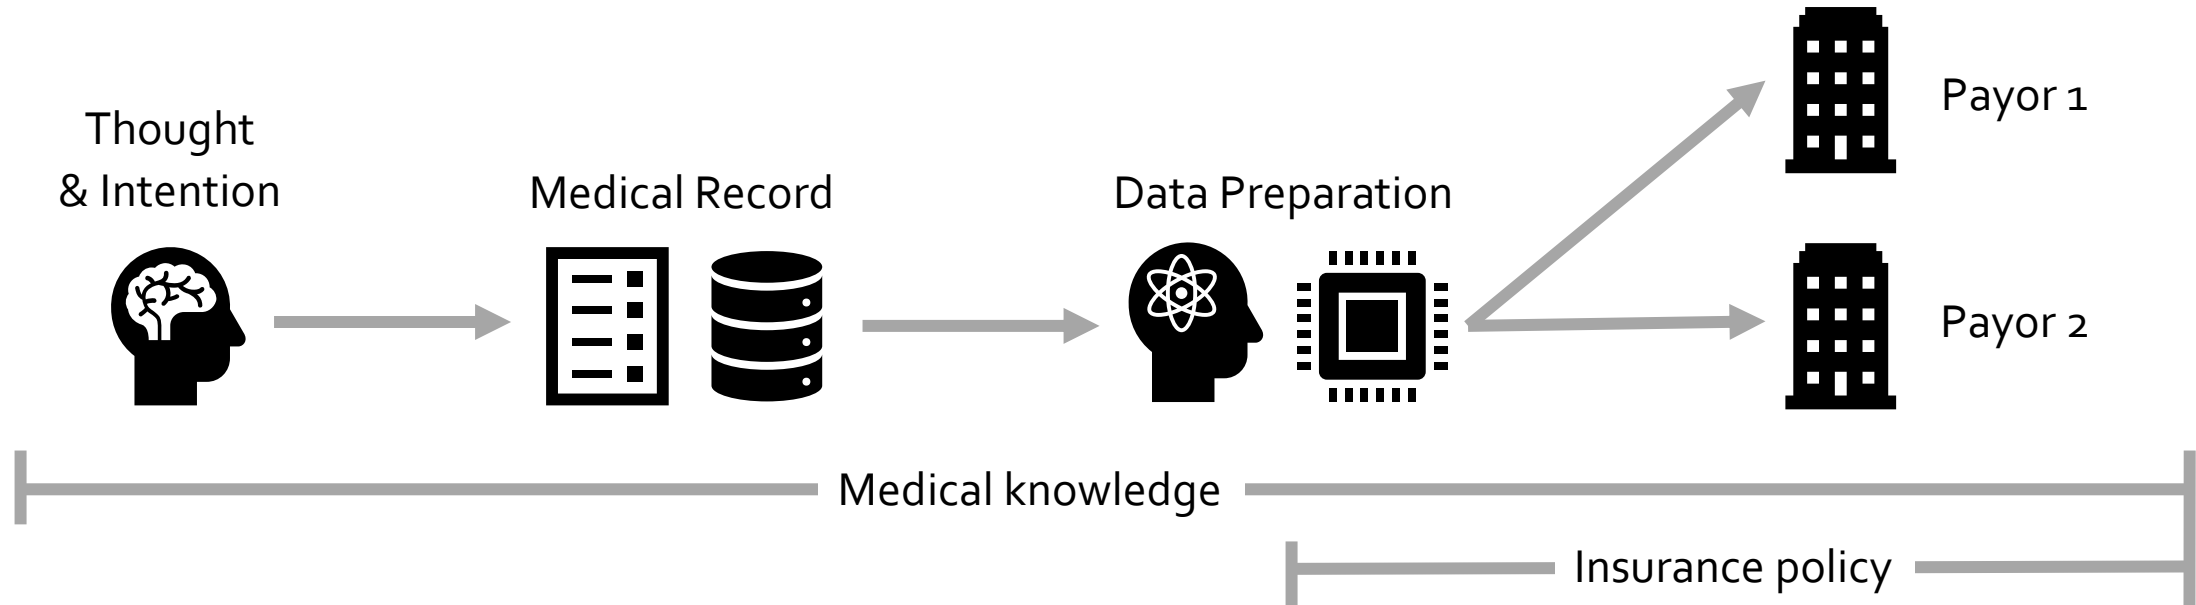 Thought
& Intention
Medical Record
Data Preparation
Payor 1
Payor 2
Medical knowledge
Insurance policy